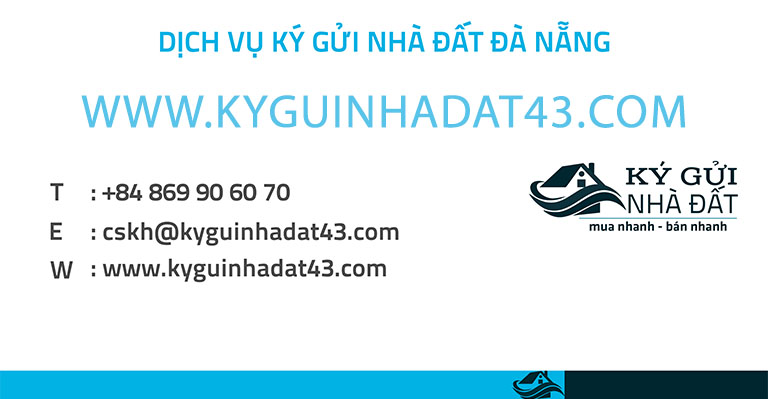 DỊCH VỤ KÝ GỬI NHÀ ĐẤT ĐÀ NẴNG
WWW.KYGUINHADAT43.COM
T : +84 869 90 60 70
E : cskh@kyguinhadat43.com
W : www.kyguinhadat43.com
KÝ GỬI
NHÀ ĐẤT
mua nhanh - bán nhanh